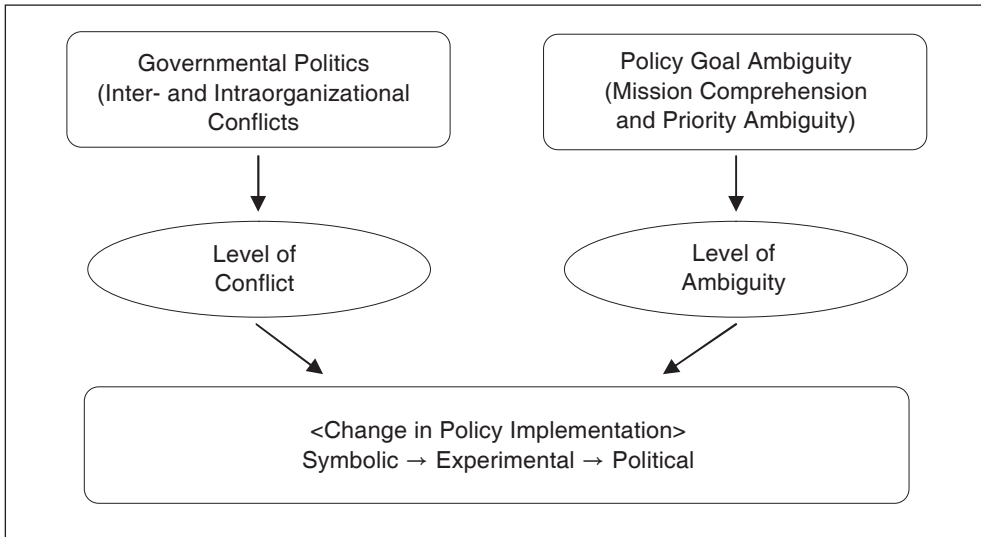 Governmental Politics
(Inter- and Intraorganizational
Conflicts
Policy Goal Ambiguity
(Mission Comprehension
and Priority Ambiguity)
Level of
Conflict
Level of
Ambiguity
<Change in Policy Implementation>
Symbolic → Experimental → Political